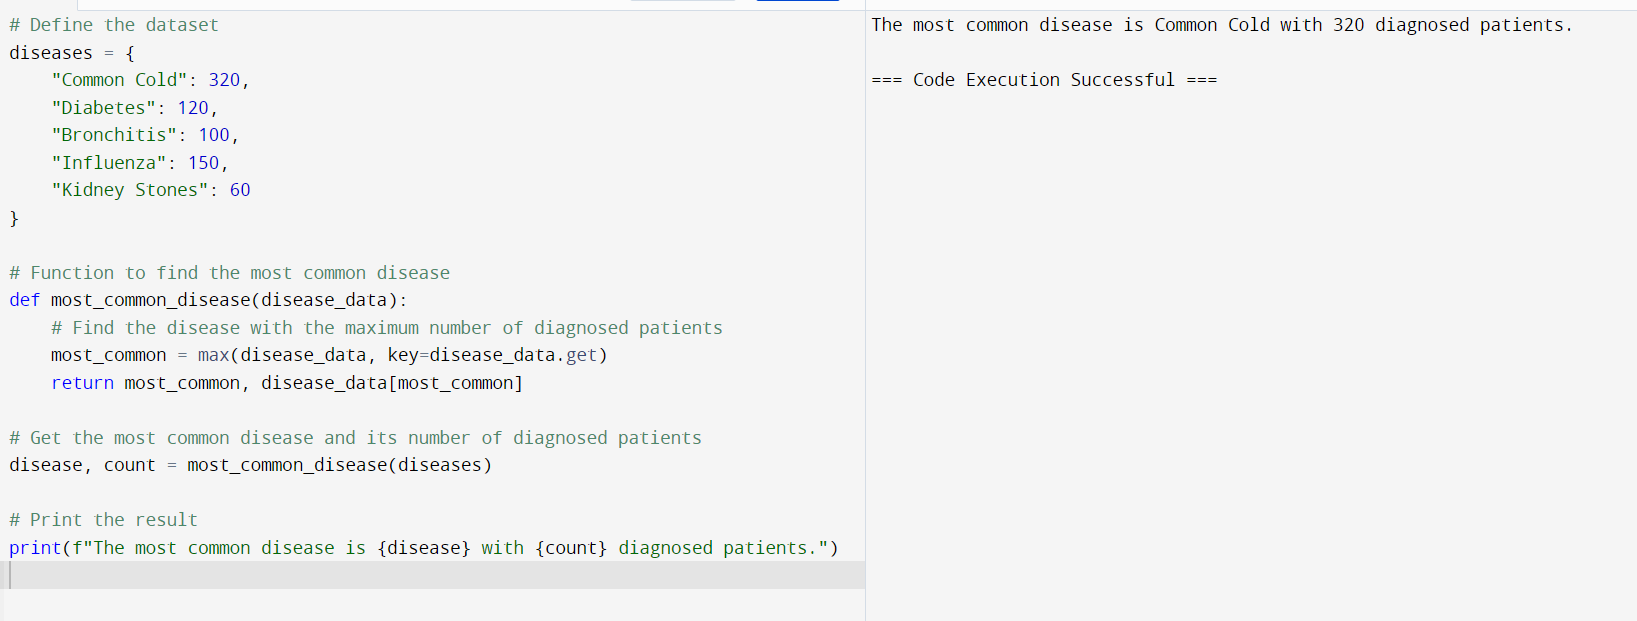 # Define the dataset
diseases = {
    "Common Cold": 320,
    "Diabetes": 120,
    "Bronchitis": 100,
    "Influenza": 150,
    "Kidney Stones": 60
}
# Function to find the most common disease
def most_common_disease(disease_data):
    # Find the disease with the maximum number of diagnosed patients
    most_common = max(disease_data, key=disease_data.get)
    return most_common, disease_data[most_common]
# Get the most common disease and its number of diagnosed patients
disease, count = most_common_disease(diseases)
# Print the result
print(f"The most common disease is {disease} with {count} diagnosed patients.")
The most common disease is Common Cold with 320 diagnosed patients.
=== Code Execution Successful ===